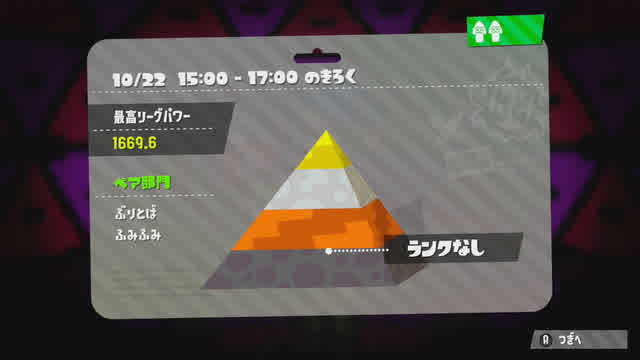 10/22 15:00 - 17:00 のきろく
最高リーグパワー
1669.6
ペア部門
ぷりとば
ふみふみ
ランクなし
A つぎへ